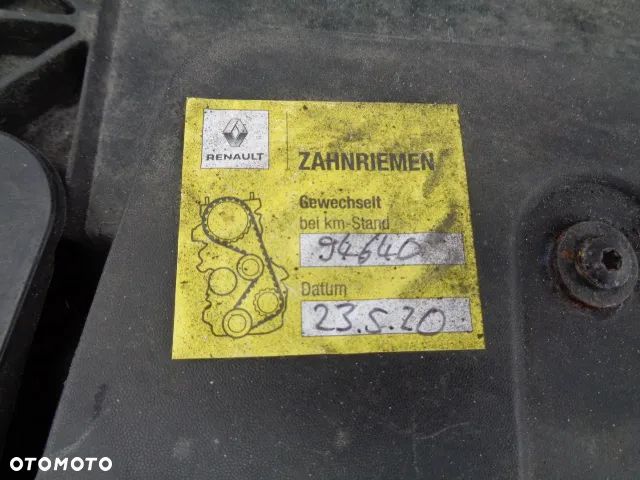 RENAULT
ZAHNRIEMEN
Gewechselt
bei km-Stand
94640
Datum
23.5.20
OTOMOTO